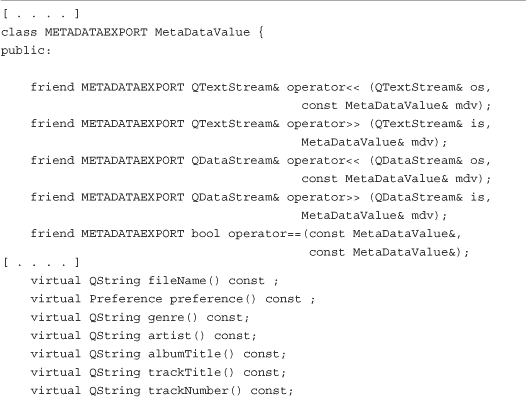 [ . . . . ]
class METADATAEXPORT MetaDataValue {
public:
    friend METADATAEXPORT QTextStream& operator<< (QTextStream& os,
                                        const MetaDataValue& mdv);
    friend METADATAEXPORT QTextStream& operator>> (QTextStream& is,
                                        MetaDataValue& mdv);
    friend METADATAEXPORT QDataStream& operator<< (QDataStream& os,
                                        const MetaDataValue& mdv);
    friend METADATAEXPORT QDataStream& operator>> (QDataStream& is,
                                        MetaDataValue& mdv);
    friend METADATAEXPORT bool operator==(const MetaDataValue&,
                                         const MetaDataValue&);
[ . . . . ]
    virtual QString fileName() const ;
    virtual Preference preference() const ;
    virtual QString genre() const;
    virtual QString artist() const;
    virtual QString albumTitle() const;
    virtual QString trackTitle() const;
    virtual QString trackNumber() const;